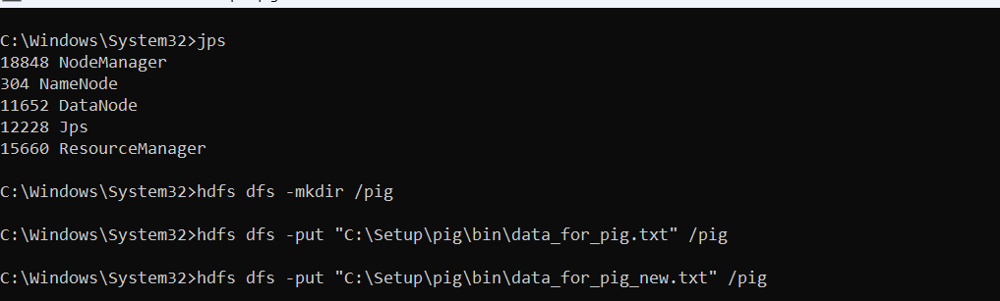 C:\Windows\System32>jps
18848 NodeManager
304 NameNode
11652 DataNode
12228 Jps
15660 ResourceManager
C:\Windows\System32>hdfs dfs -mkdir /pig
C:\Windows\System32>hdfs dfs -put "C:\Setup\pig\bin\data_for_pig.txt" /pig
C:\Windows\System32>hdfs dfs -put "C:\Setup\pig\bin\data_for_pig_new.txt" /pig